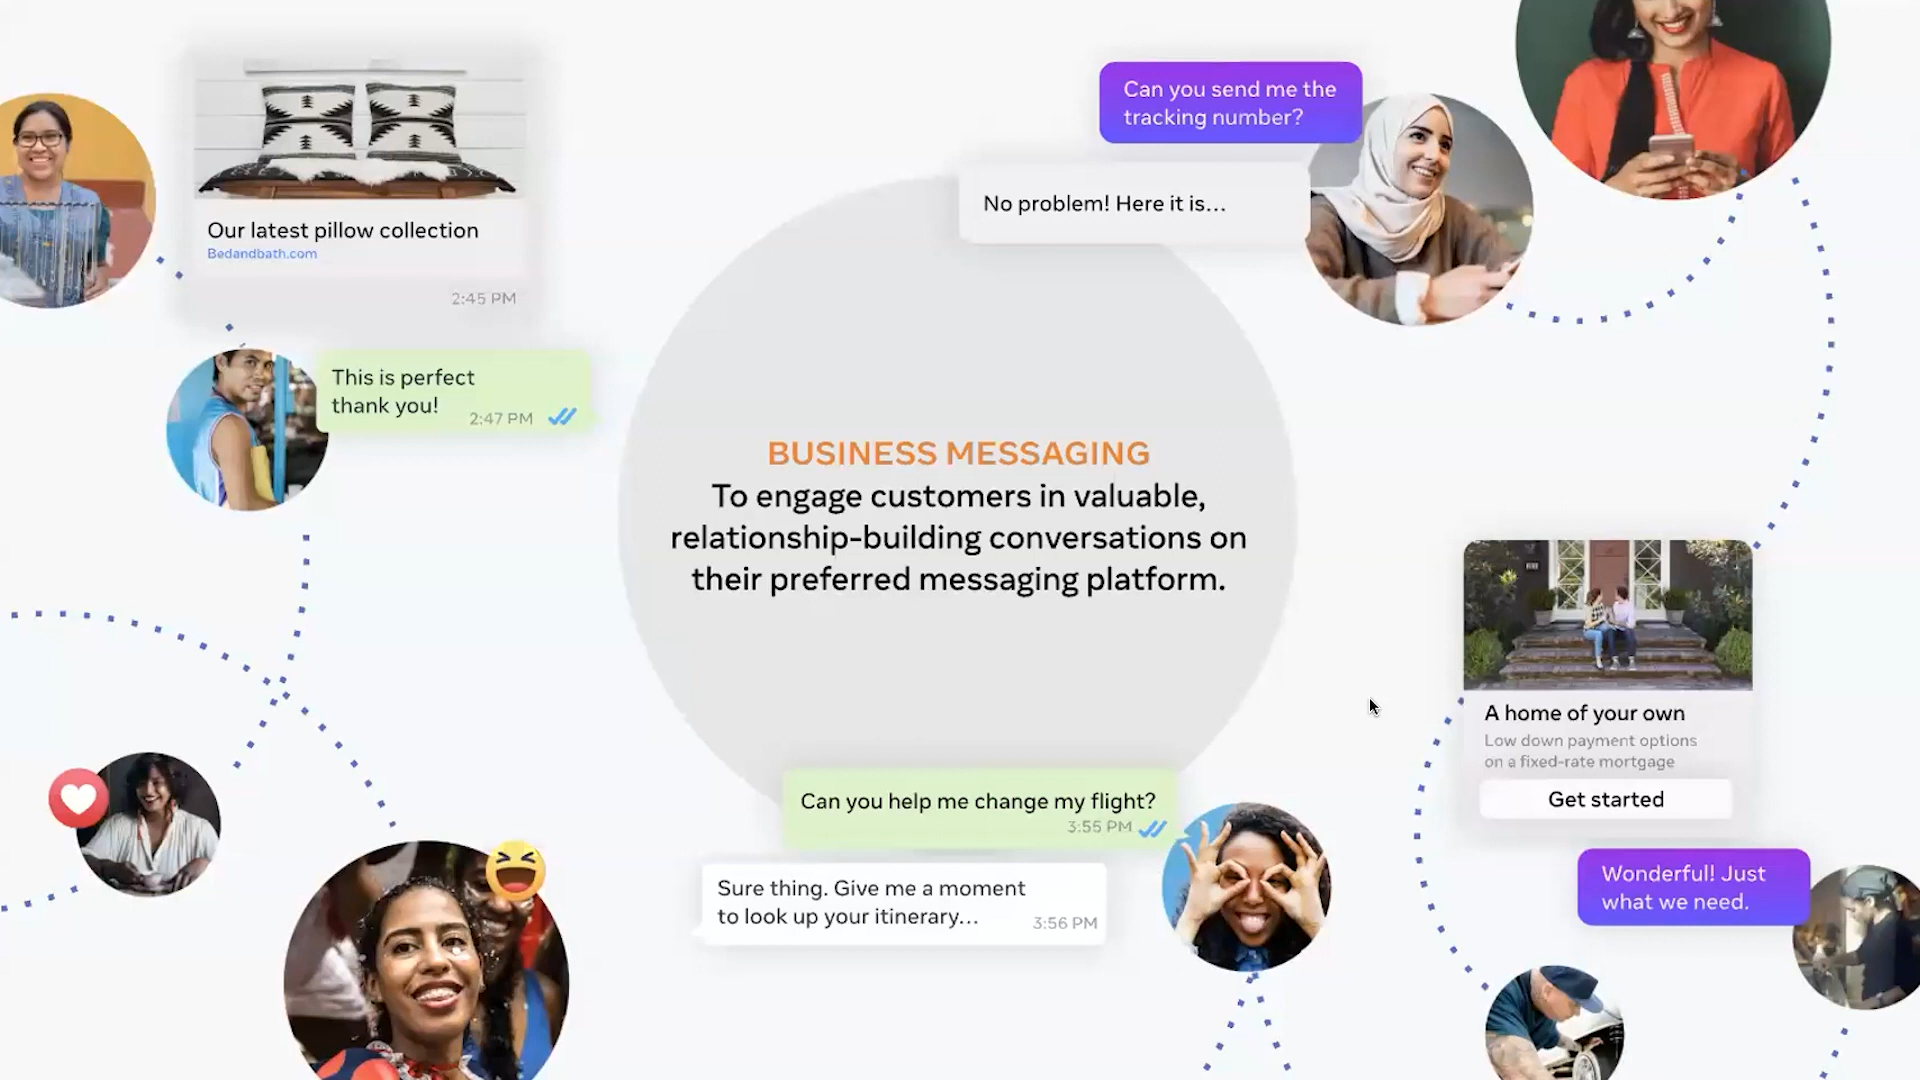 Our latest pillow collection
Bedandbath.com
2:45 PM
This is perfect
thank you!
2:47 PM
Can you send me the
tracking number?
No problem! Here it is...
BUSINESS MESSAGING
To engage customers in valuable,
relationship-building conversations on
their preferred messaging platform.
A home of your own
Low down payment options
on a fixed-rate mortgage
Get started
Can you help me change my flight?
3:55 PM
Sure thing. Give me a moment
to look up your itinerary...
3:56 PM
Wonderful! Just
what we need.